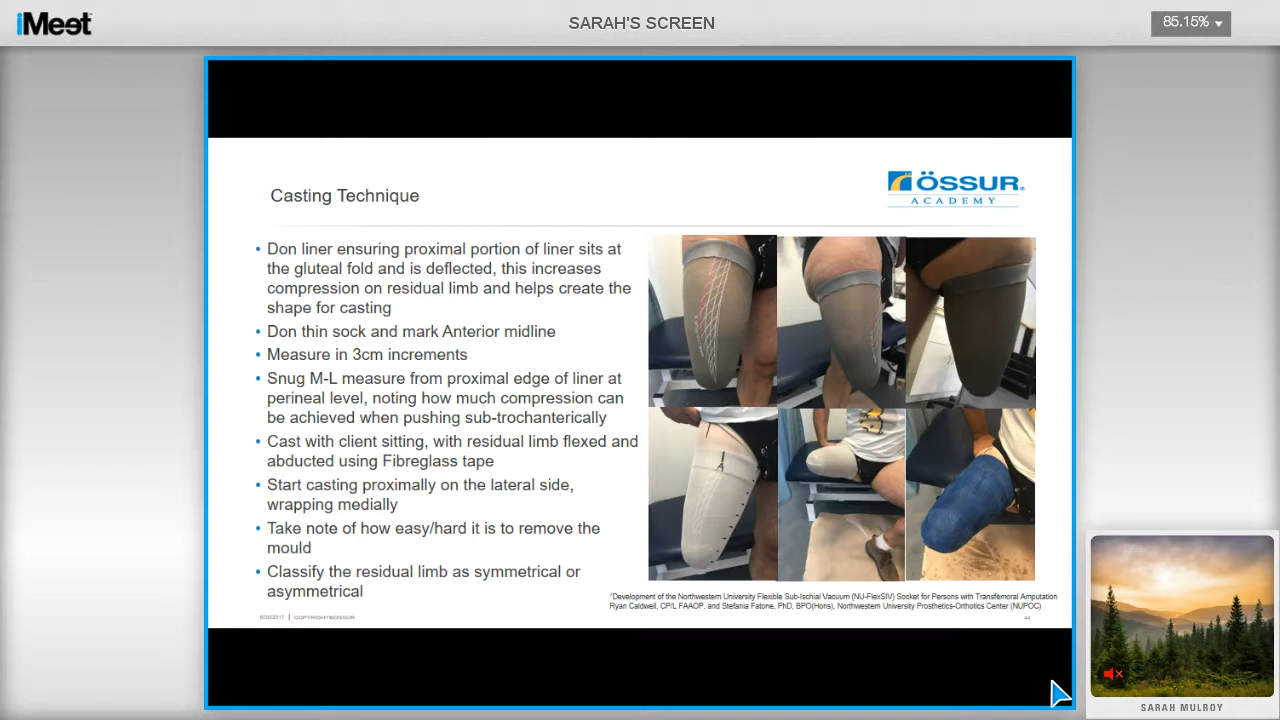 iMeet
SARAH'S SCREEN
85.15%
Casting Technique
ÖSSUR®
ACADEMY
• Don liner ensuring proximal portion of liner sits at
the gluteal fold and is deflected, this increases
compression on residual limb and helps create the
shape for casting
• Don thin sock and mark Anterior midline
• Measure in 3cm increments
• Snug M-L measure from proximal edge of liner at
perineal level, noting how much compression can
be achieved when pushing sub-trochanterically
• Cast with client sitting, with residual limb flexed and
abducted using Fibreglass tape
• Start casting proximally on the lateral side,
wrapping medially
• Take note of how easy/hard it is to remove the
mould
• Classify the residual limb as symmetrical or
asymmetrical
A
Development of the Northwestern University Flexible Sub-Ischial Vacuum (NU-FlexSIV) Socket for Persons with Transfemoral Amputation
Ryan Caldwell, CP/L FAAOP, and Stefania Fatone, PhD, BPO(Hons), Northwestern University Prosthetics-Orthotics Center (NUPOC)
| COPYRIGHT©ÖSSUR
44
SARAH MULROY